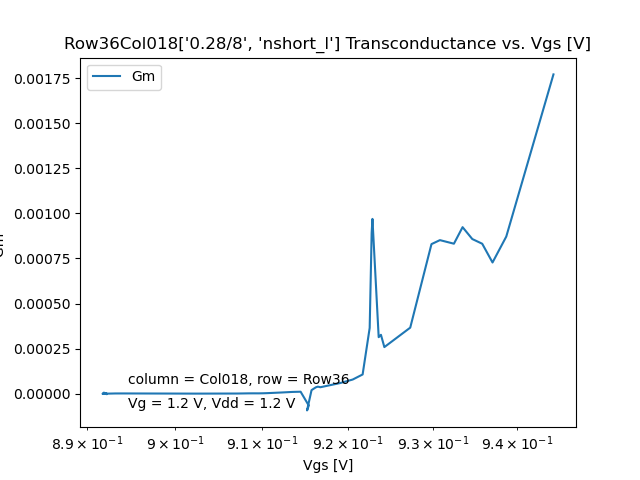 Row36Col018['0.28/8', 'nshort_l'] Transconductance vs. Vgs [V]
Gm
0.00175
0.00150
0.00125
0.00100
0.00075
0.00050
0.00025
0.00000
column = Col018, row = Row36
Vg = 1.2 V, Vdd = 1.2 V
8.9 × 10⁻¹ 9 × 10⁻¹ 9.1 × 10⁻¹ 9.2 × 10⁻¹ 9.3 × 10⁻¹ 9.4 × 10⁻¹
Vgs [V]